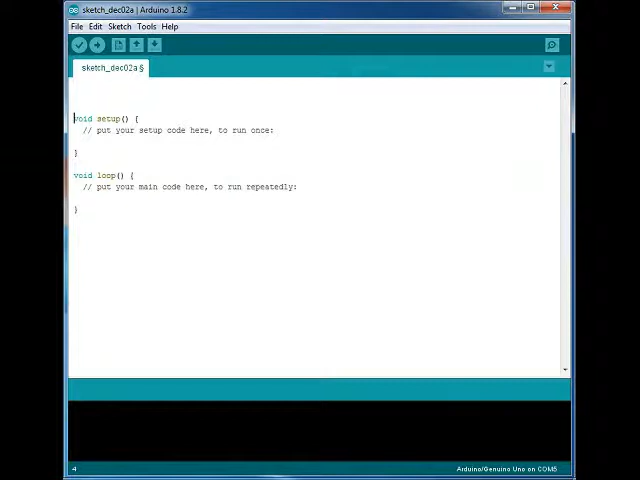 sketch_dec02a | Arduino 1.8.2
File Edit Sketch Tools Help
sketch_dec02a §
void setup() {
// put your setup code here, to run once:
}
void loop() {
// put your main code here, to run repeatedly:
}
4 Arduino/Genuino Uno on COM5